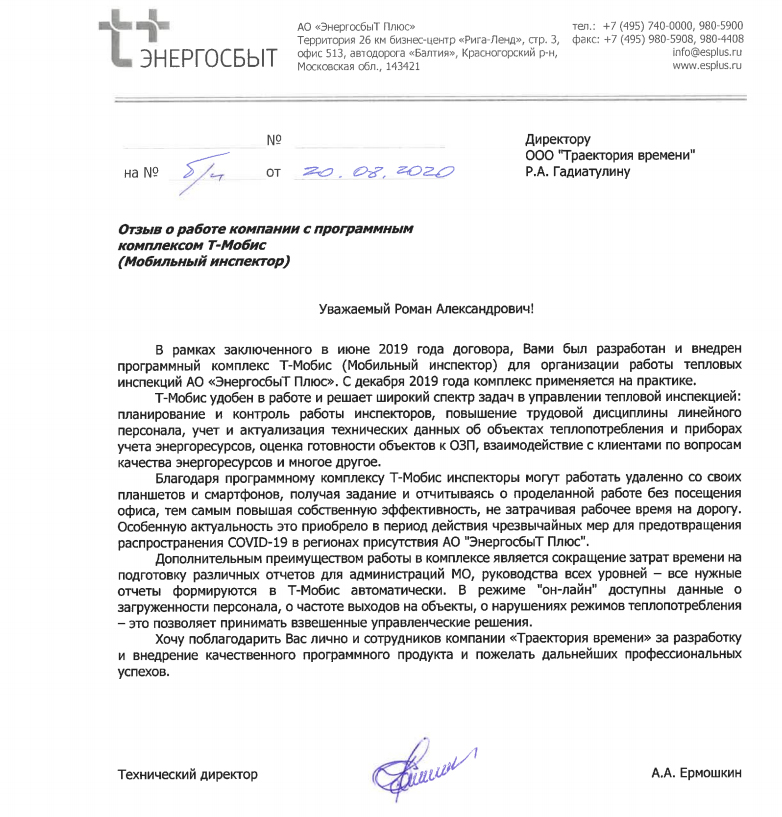 ЭНЕРГОСБЫТ
АО «ЭнергосбыТ Плюс»
Территория 26 км бизнес-центр «Рига-Ленд», стр. 3,
офис 513, автодорога «Балтия», Красногорский р-н,
Московская обл., 143421
тел.: +7 (495) 740-0000, 980-5900
факс: +7 (495) 980-5908, 980-4408
info@esplus.ru
www.esplus.ru
№
на № б/н от 20.08.2020
Директору
ООО "Траектория времени"
Р.А. Гадиатулину
Отзыв о работе компании с программным
комплексом Т-Мобис
(Мобильный инспектор)
Уважаемый Роман Александрович!
В рамках заключенного в июне 2019 года договора, Вами был разработан и внедрен
программный комплекс Т-Мобис (Мобильный инспектор) для организации работы тепловых
инспекций АО «ЭнергосбыТ Плюс». С декабря 2019 года комплекс применяется на практике.
Т-Мобис удобен в работе и решает широкий спектр задач в управлении тепловой инспекцией:
планирование и контроль работы инспекторов, повышение трудовой дисциплины линейного
персонала, учет и актуализация технических данных об объектах теплопотребления и приборах
учета энергоресурсов, оценка готовности объектов к ОЗП, взаимодействие с клиентами по вопросам
качества энергоресурсов и многое другое.
Благодаря программному комплексу Т-Мобис инспекторы могут работать удаленно со своих
планшетов и смартфонов, получая задание и отчитываясь о проделанной работе без посещения
офиса, тем самым повышая собственную эффективность, не затрачивая рабочее время на дорогу.
Особенную актуальность это приобрело в период действия чрезвычайных мер для предотвращения
распространения COVID-19 в регионах присутствия АО "ЭнергосбыТ Плюс".
Дополнительным преимуществом работы в комплексе является сокращение затрат времени на
подготовку различных отчетов для администраций МО, руководства всех уровней – все нужные
отчеты формируются в Т-Мобис автоматически. В режиме "он-лайн" доступны данные о
загруженности персонала, о частоте выходов на объекты, о нарушениях режимов теплопотребления
– это позволяет принимать взвешенные управленческие решения.
Хочу поблагодарить Вас лично и сотрудников компании «Траектория времени» за разработку
и внедрение качественного программного продукта и пожелать дальнейших профессиональных
успехов.
Технический директор
А.А. Ермошкин